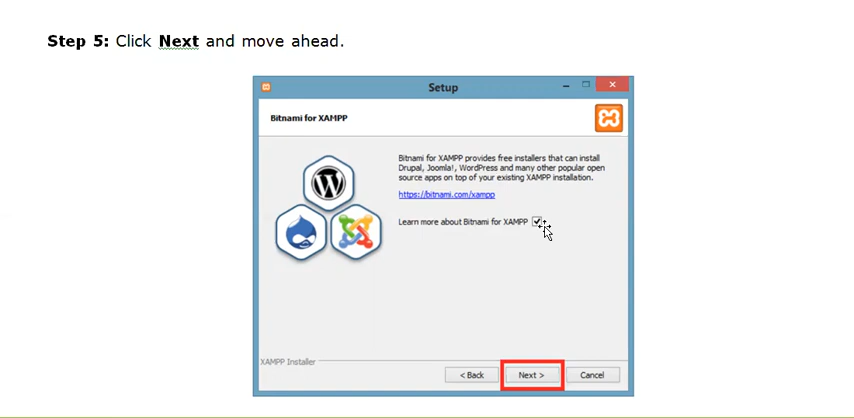 Step 5: Click Next and move ahead.
Setup
Bitnami for XAMPP
Bitnami for XAMPP provides free installers that can install
Drupal, Joomla!, WordPress and many other popular open
source apps on top of your existing XAMPP installation.
https://bitnami.com/xampp
Learn more about Bitnami for XAMPP
XAMPP Installer
< Back
Next >
Cancel